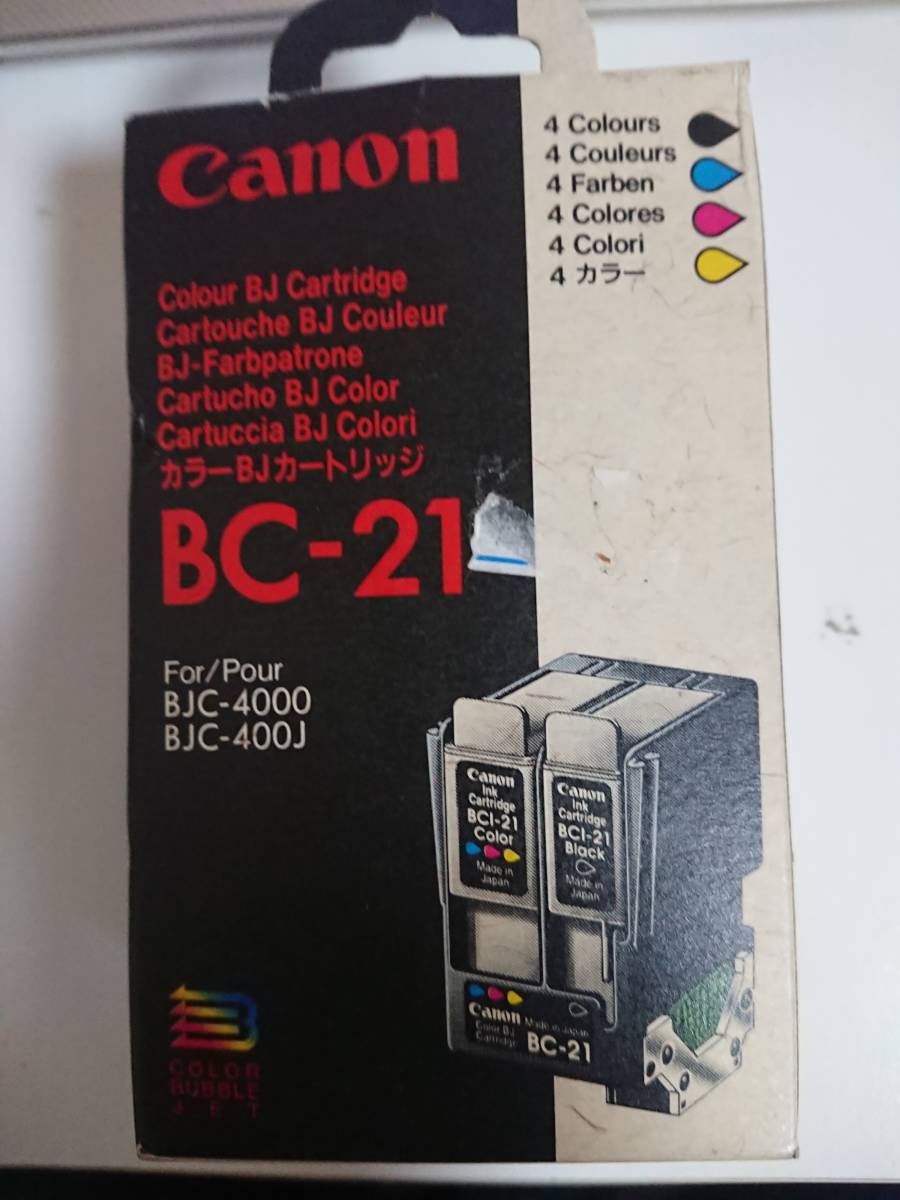 Canon
4 Colours
4 Couleurs
4 Farben
4 Colores
4 Colori
4 カラー
Colour BJ Cartridge
Cartouche BJ Couleur
BJ-Farbpatrone
Cartucho BJ Color
Cartuccia BJ Colori
カラーBJカートリッジ
BC-21
For/Pour
BJC-4000
BJC-400J
Canon
Ink
Cartridge
BCI-21
Color
Made in
Japan
Canon
Ink
Cartridge
BCI-21
Black
Made in
Japan
Canon Made in Japan
Color BJ
Cartridge BC-21
COLOR
BUBBLE
JET